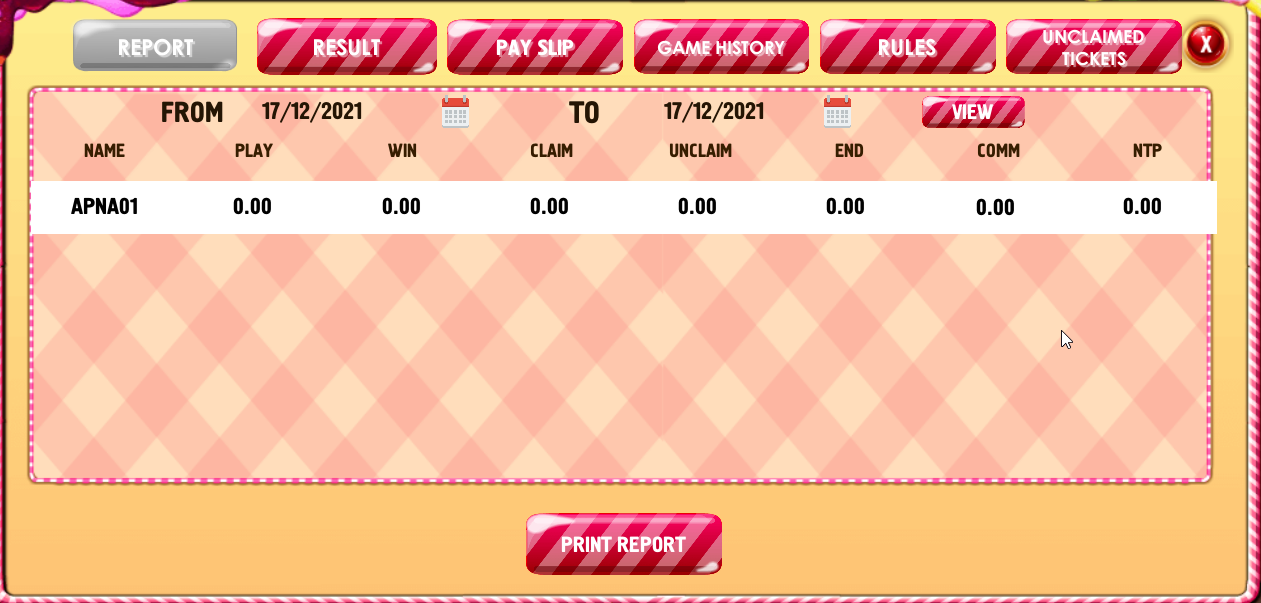 REPORT RESULT PAY SLIP GAME HISTORY RULES UNCLAIMED TICKETS X
FROM 17/12/2021 TO 17/12/2021 VIEW
NAME PLAY WIN CLAIM UNCLAIM END COMM NTP
APNA01 0.00 0.00 0.00 0.00 0.00 0.00 0.00
PRINT REPORT